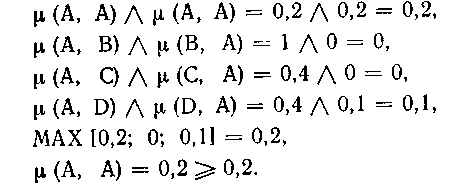 μ (A, A) ⋀ μ (A, A) = 0,2 ⋀ 0,2 = 0,2,
μ (A, B) ⋀ μ (B, A) = 1 ⋀ 0 = 0,
μ (A, C) ⋀ μ (C, A) = 0,4 ⋀ 0 = 0,
μ (A, D) ⋀ μ (D, A) = 0,4 ⋀ 0,1 = 0,1,
MAX [0,2; 0; 0,1] = 0,2,
μ (A, A) = 0,2 ⩾ 0,2.